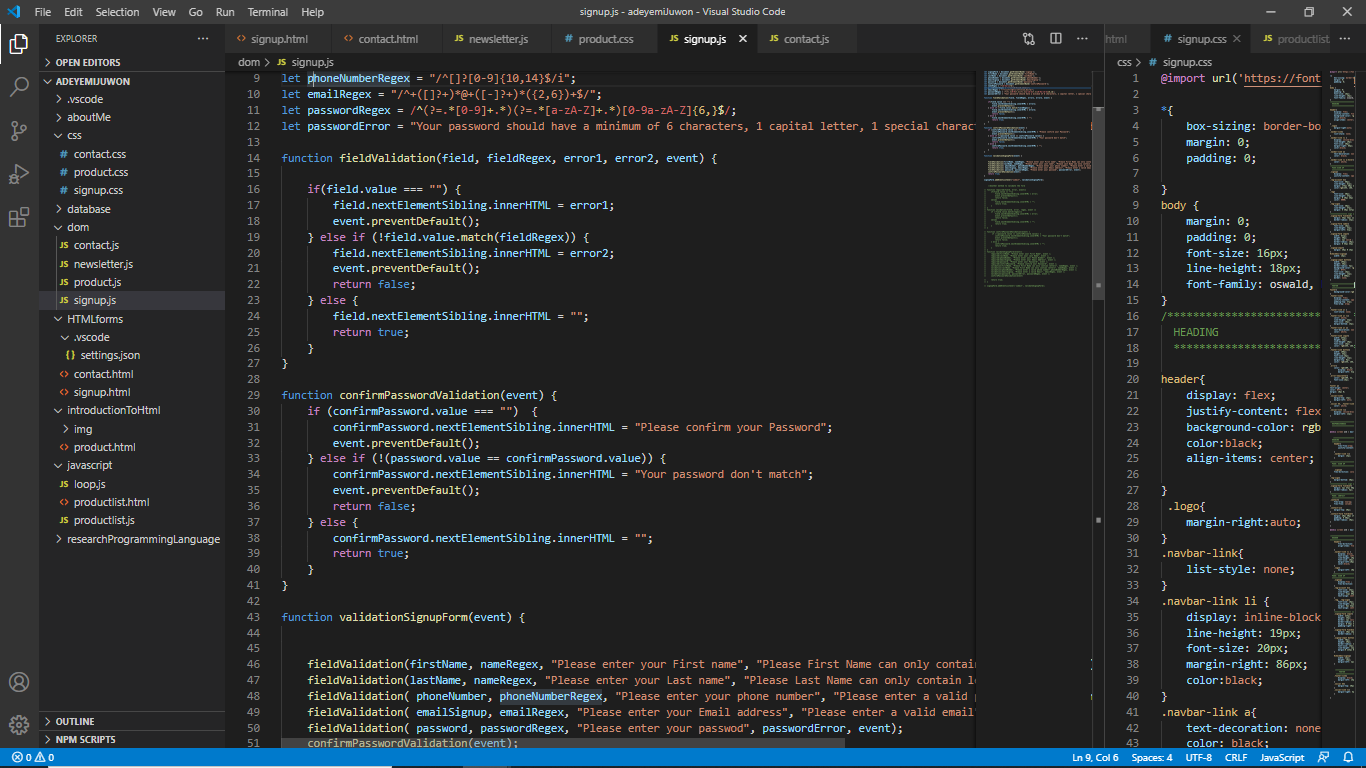 File Edit Selection View Go Run Terminal Help signup.js - adeyemiJuwon - Visual Studio Code
EXPLORER
OPEN EDITORS
ADEYEMIJUWON
.vscode
aboutMe
css
# contact.css
# product.css
# signup.css
database
dom
JS contact.js
JS newsletter.js
JS product.js
JS signup.js
HTMLforms
.vscode
{} settings.json
<> contact.html
<> signup.html
introductionToHtml
img
<> product.html
javascript
JS loop.js
<> productlist.html
JS productlist.js
researchProgrammingLanguage
OUTLINE
NPM SCRIPTS
<> signup.html <> contact.html JS newsletter.js # product.css JS signup.js JS contact.js
dom > JS signup.js
9 let phoneNumberRegex = "/^[]?[0-9]{10,14}$/i";
10 let emailRegex = "/^+([]?+)*@+([-]?+)*({2,6})+$/";
11 let passwordRegex = /^(?=.*[0-9]+.*)(?=.*[a-zA-Z]+.*)[0-9a-zA-Z]{6,}$/;
12 let passwordError = "Your password should have a minimum of 6 characters, 1 capital letter, 1 special charact
13
14 function fieldValidation(field, fieldRegex, error1, error2, event) {
15
16 if(field.value === "") {
17 field.nextElementSibling.innerHTML = error1;
18 event.preventDefault();
19 } else if (!field.value.match(fieldRegex)) {
20 field.nextElementSibling.innerHTML = error2;
21 event.preventDefault();
22 return false;
23 } else {
24 field.nextElementSibling.innerHTML = "";
25 return true;
26 }
27 }
28
29 function confirmPasswordValidation(event) {
30 if (confirmPassword.value === "")  {
31 confirmPassword.nextElementSibling.innerHTML = "Please confirm your Password";
32 event.preventDefault();
33 } else if (!(password.value == confirmPassword.value)) {
34 confirmPassword.nextElementSibling.innerHTML = "Your password don't match";
35 event.preventDefault();
36 return false;
37 } else {
38 confirmPassword.nextElementSibling.innerHTML = "";
39 return true;
40 }
41 }
42
43 function validationSignupForm(event) {
44
45
46 fieldValidation(firstName, nameRegex, "Please enter your First name", "Please First Name can only contain
47 fieldValidation(lastName, nameRegex, "Please enter your Last name", "Please Last Name can only contain le
48 fieldValidation( phoneNumber, phoneNumberRegex, "Please enter your phone number", "Please enter a valid p
49 fieldValidation( emailSignup, emailRegex, "Please enter your Email address", "Please enter a valid email"
50 fieldValidation( password, passwordRegex, "Please enter your passwod", passwordError, event);
51 confirmPasswordValidation(event);
html # signup.css JS productlist
css > # signup.css
1 @import url('https://font
2
3 *{
4 box-sizing: border-bo
5 margin: 0;
6 padding: 0;
7
8 }
9 body {
10 margin: 0;
11 padding: 0;
12 font-size: 16px;
13 line-height: 18px;
14 font-family: oswald,
15 }
16 /************************
17 HEADING
18 ***********************
19
20 header{
21 display: flex;
22 justify-content: flex
23 background-color: rgb
24 color:black;
25 align-items: center;
26
27 }
28 .logo{
29 margin-right:auto;
30 }
31 .navbar-link{
32 list-style: none;
33 }
34 .navbar-link li {
35 display: inline-block
36 line-height: 19px;
37 font-size: 20px;
38 margin-right: 86px;
39 color:black;
40 }
41 .navbar-link a{
42 text-decoration: none
43 color: black;
0 0 Ln 9, Col 6 Spaces: 4 UTF-8 CRLF JavaScript